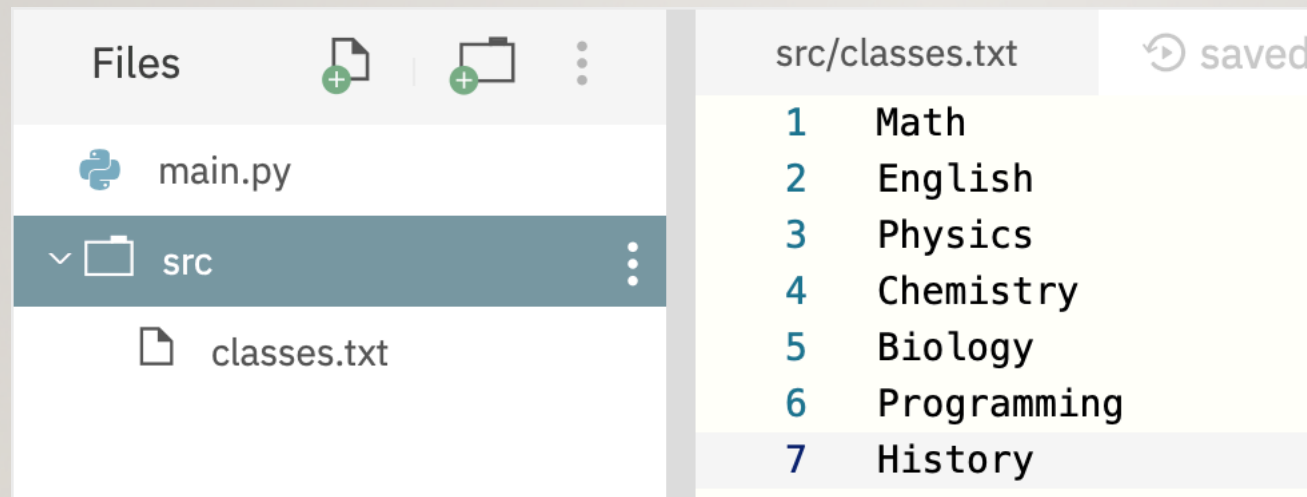 Files
main.py
src
classes.txt
src/classes.txt saved
1 Math
2 English
3 Physics
4 Chemistry
5 Biology
6 Programming
7 History